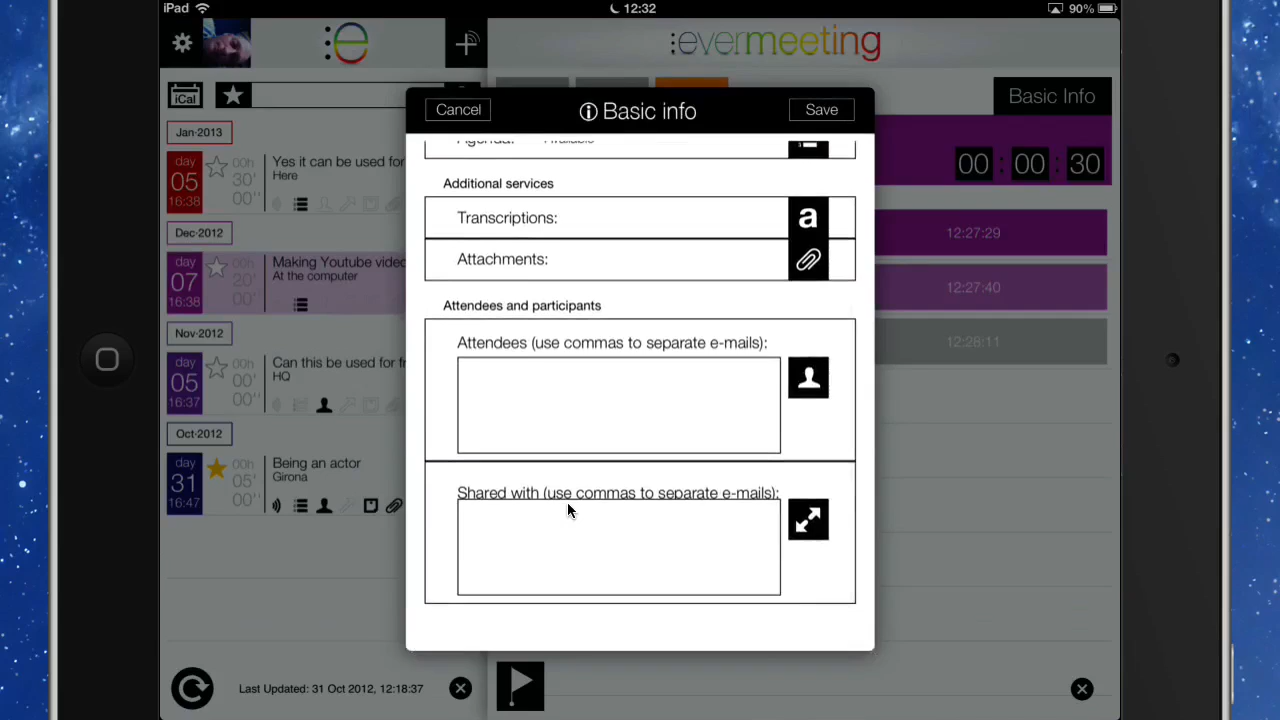 iPad 12:32 90%
:e
:evermeeting
iCal
Basic Info
Cancel
Basic info
Save
Jan-2013
day
05
16:38
00h
30'
00''
Yes it can be used for
Here
Dec-2012
day
07
16:38
00h
20'
00''
Making Youtube video
At the computer
Nov-2012
day
05
16:37
00h
00'
00''
Can this be used for fr
HQ
Oct-2012
day
31
16:47
00h
05'
00''
Being an actor
Girona
Last Updated: 31 Oct 2012, 12:18:37
Agenda: Available
Additional services
Transcriptions:
a
Attachments:
Attendees and participants
Attendees (use commas to separate e-mails):
Shared with (use commas to separate e-mails):
00 : 00 : 30
12:27:29
12:27:40
12:28:11